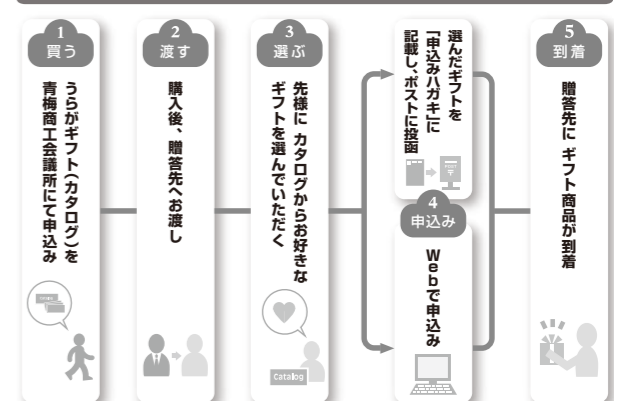 1
買う
うらがギフト(カタログ)を
青梅商工会議所にて申込み
2
渡す
購入後、贈答先へお渡し
3
選ぶ
先様に カタログからお好きな
ギフトを選んでいただく
Catalog
選んだギフトを
「申込みハガキ」に
記載し、ポストに投函
4
申込み
Webで申込み
5
到着
贈答先に ギフト商品が到着